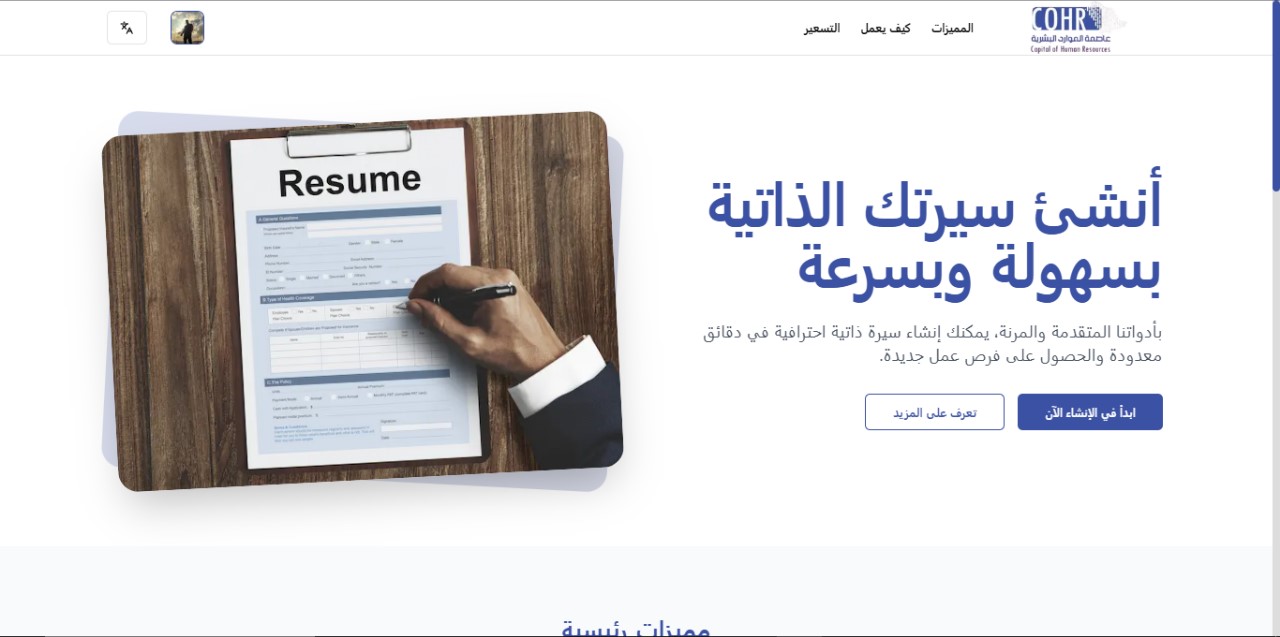 COHR
عاصمة الموارد البشرية
Capital of Human Resources
المميزات
كيف يعمل
التسعير
أنشئ سيرتك الذاتية
بسهولة وبسرعة
بأدواتنا المتقدمة والمرنة، يمكنك إنشاء سيرة ذاتية احترافية في دقائق
معدودة والحصول على فرص عمل جديدة.
ابدأ في الإنشاء الآن
تعرف على المزيد
Resume
مميزات رئيسية